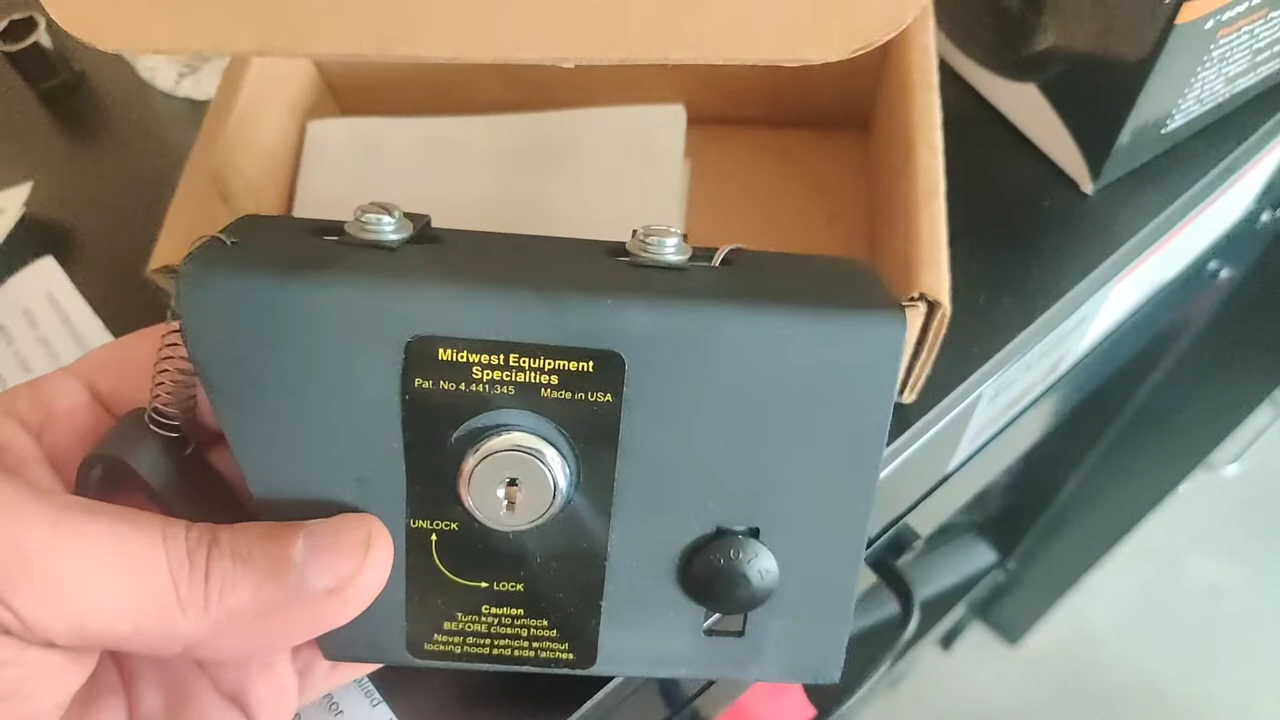 Midwest Equipment
Specialties
Pat. No 4,441,345 Made in USA
UNLOCK
LOCK
Caution
Turn key to unlock
BEFORE closing hood.
Never drive vehicle without
locking hood and side latches.